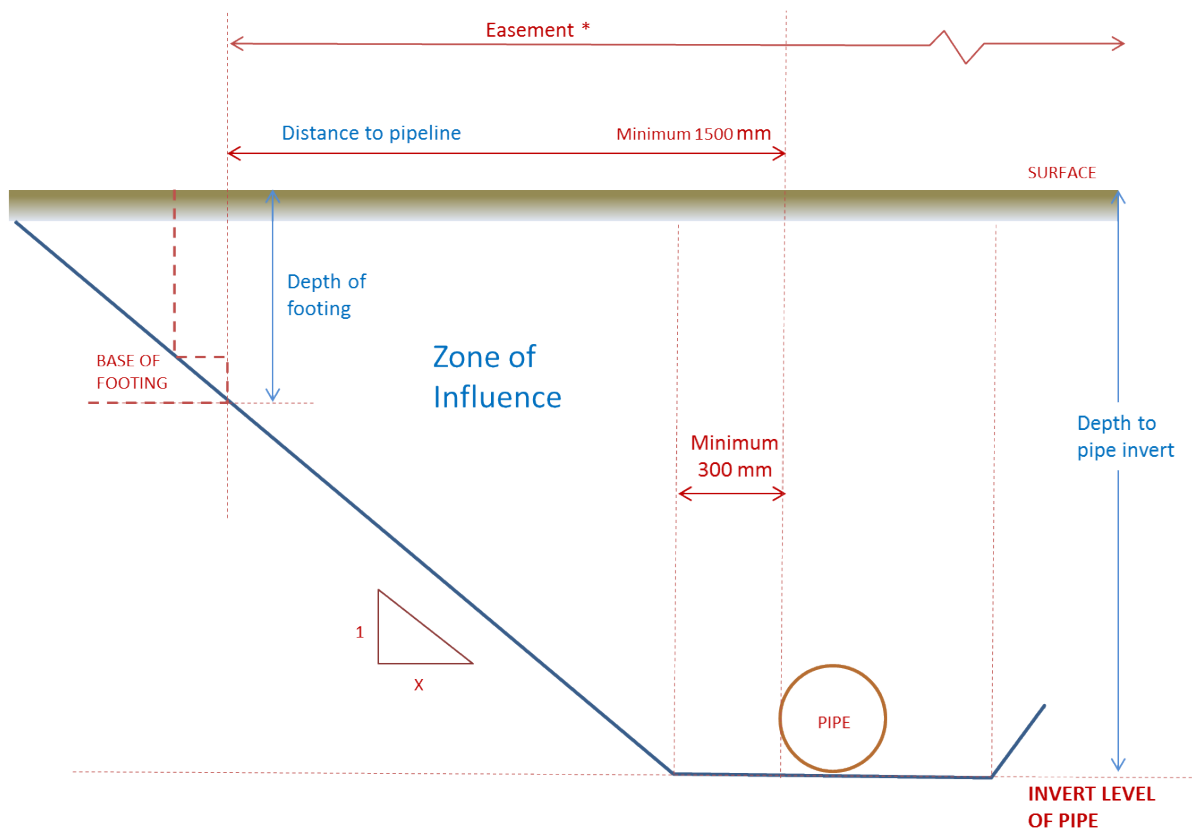 Easement *
Distance to pipeline
Minimum 1500 mm
SURFACE
Depth of
footing
Zone of
Influence
BASE OF
FOOTING
Depth to
pipe invert
Minimum
300 mm
1
X
PIPE
INVERT LEVEL
OF PIPE